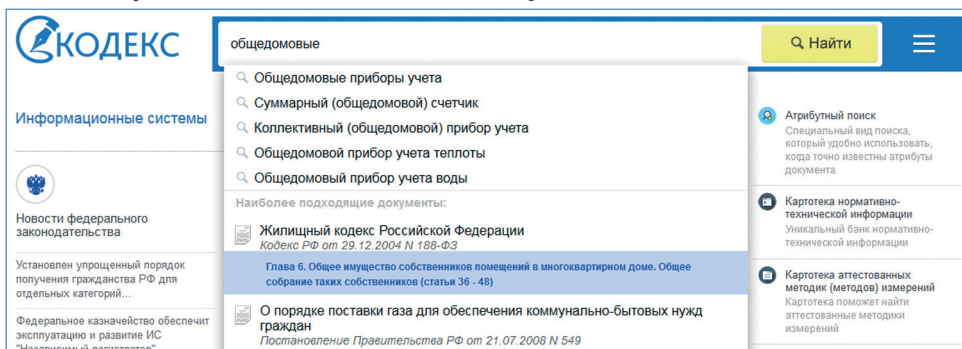 КОДЕКС
общедомовые
Найти
Общедомовые приборы учета
Суммарный (общедомовой) счетчик
Коллективный (общедомовой) прибор учета
Общедомовой прибор учета теплоты
Общедомовой прибор учета воды
Наиболее подходящие документы:
Жилищный кодекс Российской Федерации
Кодекс РФ от 29.12.2004 N 188-ФЗ
Глава 6. Общее имущество собственников помещений в многоквартирном доме. Общее
собрание таких собственников (статьи 36 - 48)
О порядке поставки газа для обеспечения коммунально-бытовых нужд
граждан
Постановление Правительства РФ от 21.07.2008 N 549
Информационные системы
Новости федерального
законодательства
Установлен упрощенный порядок
получения гражданства РФ для
отдельных категорий...
Федеральное казначейство обеспечит
эксплуатацию и развитие ИС
"Независимый регистратор"
Атрибутный поиск
Специальный вид поиска,
который удобно использовать,
когда точно известны атрибуты
документа
Картотека нормативно-
технической информации
Уникальный банк нормативно-
технической информации
Картотека аттестованных
методик (методов) измерений
Картотека поможет найти
аттестованные методики
измерений